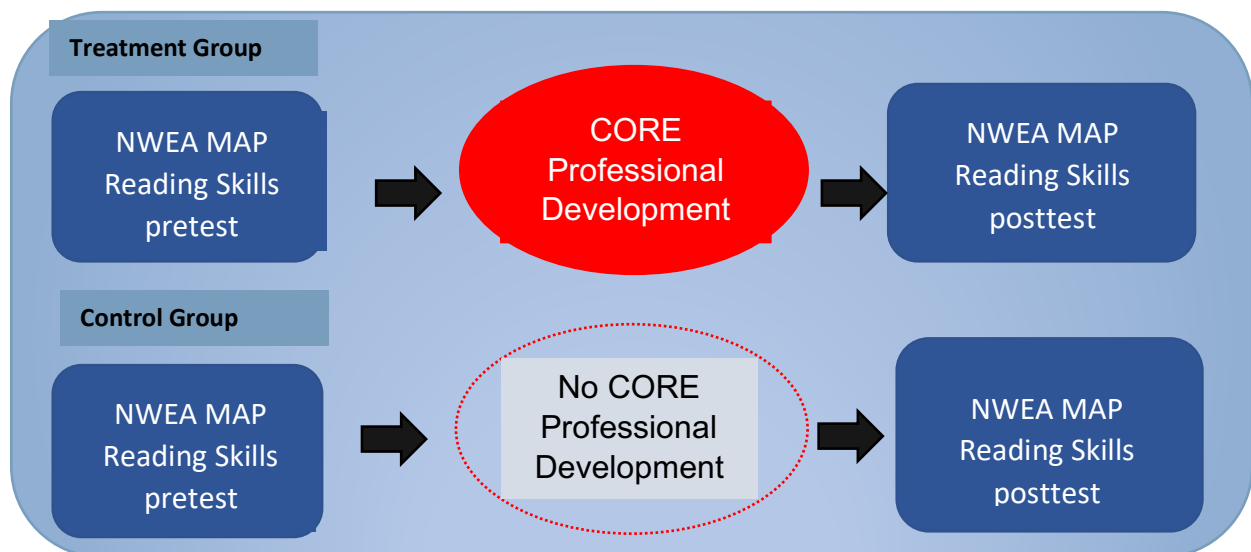 Treatment Group
NWEA MAP
Reading Skills
pretest
CORE
Professional
Development
NWEA MAP
Reading Skills
posttest
Control Group
NWEA MAP
Reading Skills
pretest
No CORE
Professional
Development
NWEA MAP
Reading Skills
posttest